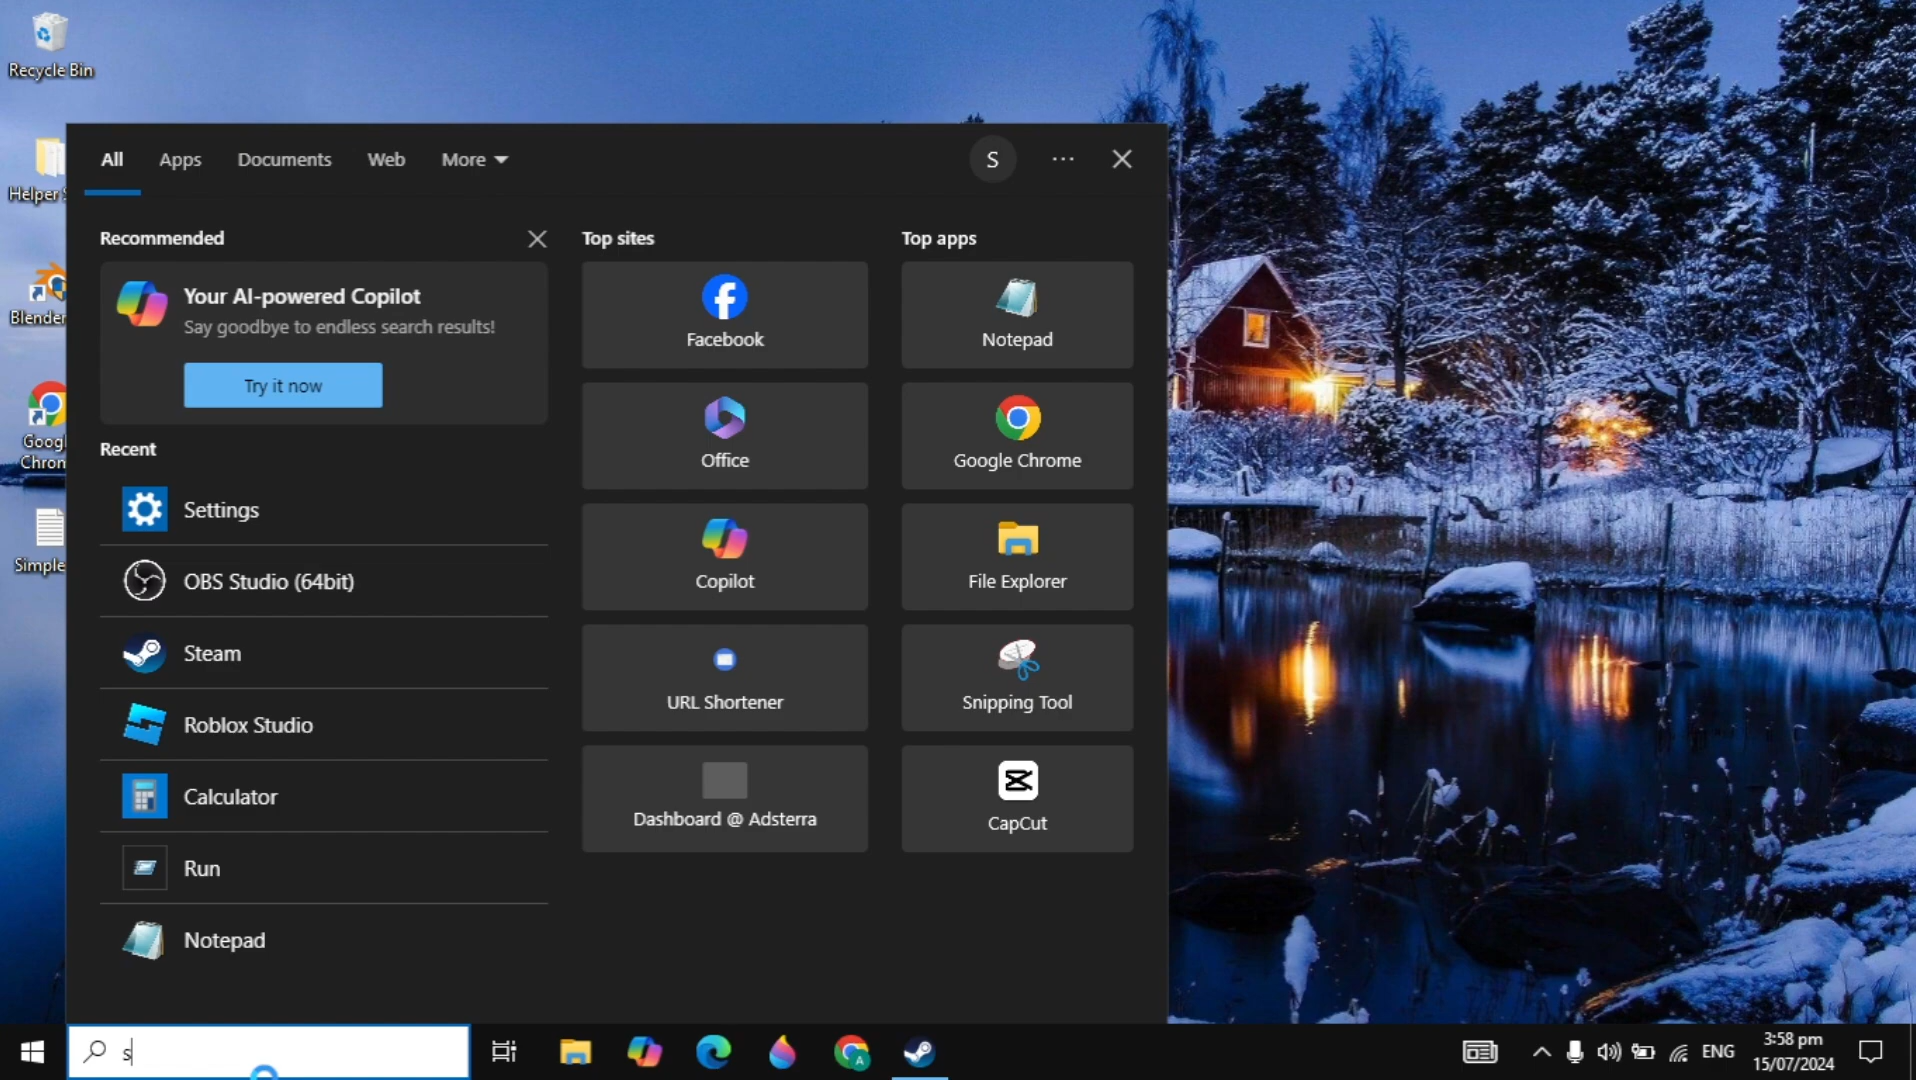 Recycle Bin
Helper S
Blender
Googl
Chrom
Simple
All
Apps
Documents
Web
More
S
Recommended
Your AI-powered Copilot
Say goodbye to endless search results!
Try it now
Recent
Settings
OBS Studio (64bit)
Steam
Roblox Studio
Calculator
Run
Notepad
Top sites
Facebook
Office
Copilot
URL Shortener
Dashboard @ Adsterra
Top apps
Notepad
Google Chrome
File Explorer
Snipping Tool
CapCut
s
A
ENG
3:58 pm
15/07/2024